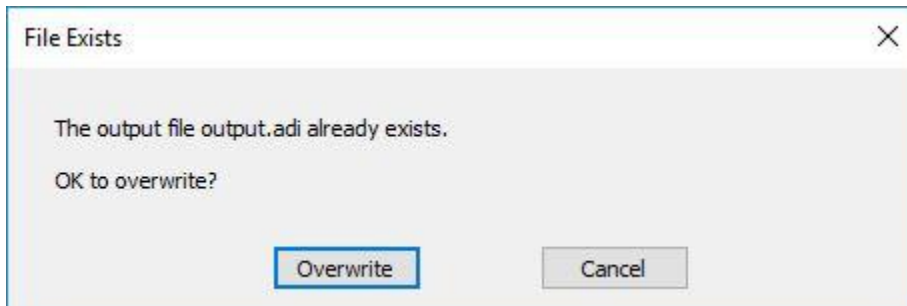 File Exists
The output file output.adi already exists.
OK to overwrite?
Overwrite Cancel